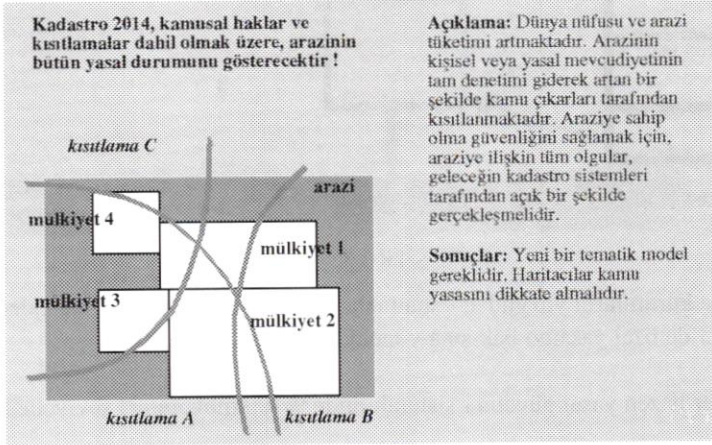 Kadastro 2014, kamusal haklar ve
kısıtlamalar dahil olmak üzere, arazinin
bütün yasal durumunu gösterecektir !
kısıtlama C
arazi
mulkiyet 4
mülkiyet 1
mülkiyet 3
mülkiyet 2
kısıtlama A
kısıtlama B
Açıklama: Dünya nüfusu ve arazi
tüketimi artmaktadır. Arazinin
kişisel veya yasal mevcudiyetinin
tam denetimi giderek artan bir
şekilde kamu çıkarları tarafından
kısıtlanmaktadır. Araziye sahip
olma güvenliğini sağlamak için,
araziye ilişkin tüm olgular,
geleceğin kadastro sistemleri
tarafından açık bir şekilde
gerçekleşmelidir.
Sonuçlar: Yeni bir tematik model
gereklidir. Haritacılar kamu
yasasını dikkate almalıdır.